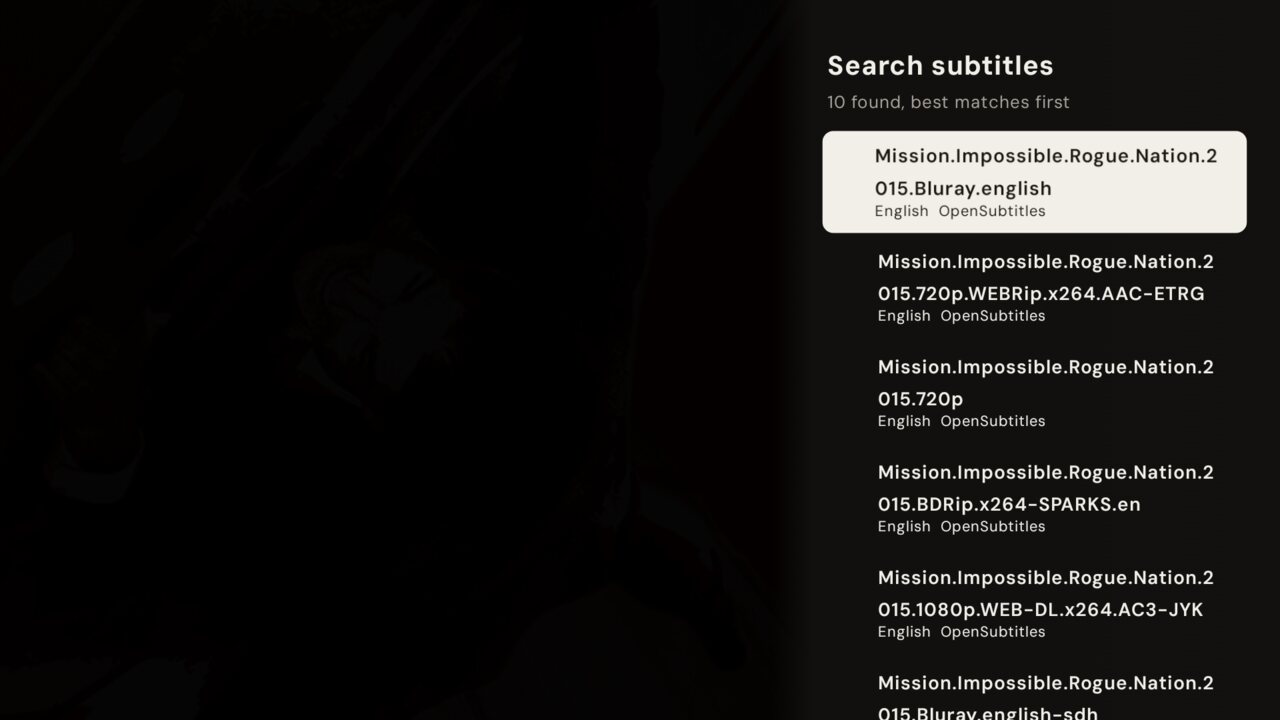 Search subtitles
10 found, best matches first
Mission.Impossible.Rogue.Nation.2
015.Bluray.english
English OpenSubtitles
Mission.Impossible.Rogue.Nation.2
015.720p.WEBRip.x264.AAC-ETRG
English OpenSubtitles
Mission.Impossible.Rogue.Nation.2
015.720p
English OpenSubtitles
Mission.Impossible.Rogue.Nation.2
015.BDRip.x264-SPARKS.en
English OpenSubtitles
Mission.Impossible.Rogue.Nation.2
015.1080p.WEB-DL.x264.AC3-JYK
English OpenSubtitles
Mission.Impossible.Rogue.Nation.2
015.Bluray.english-sdh